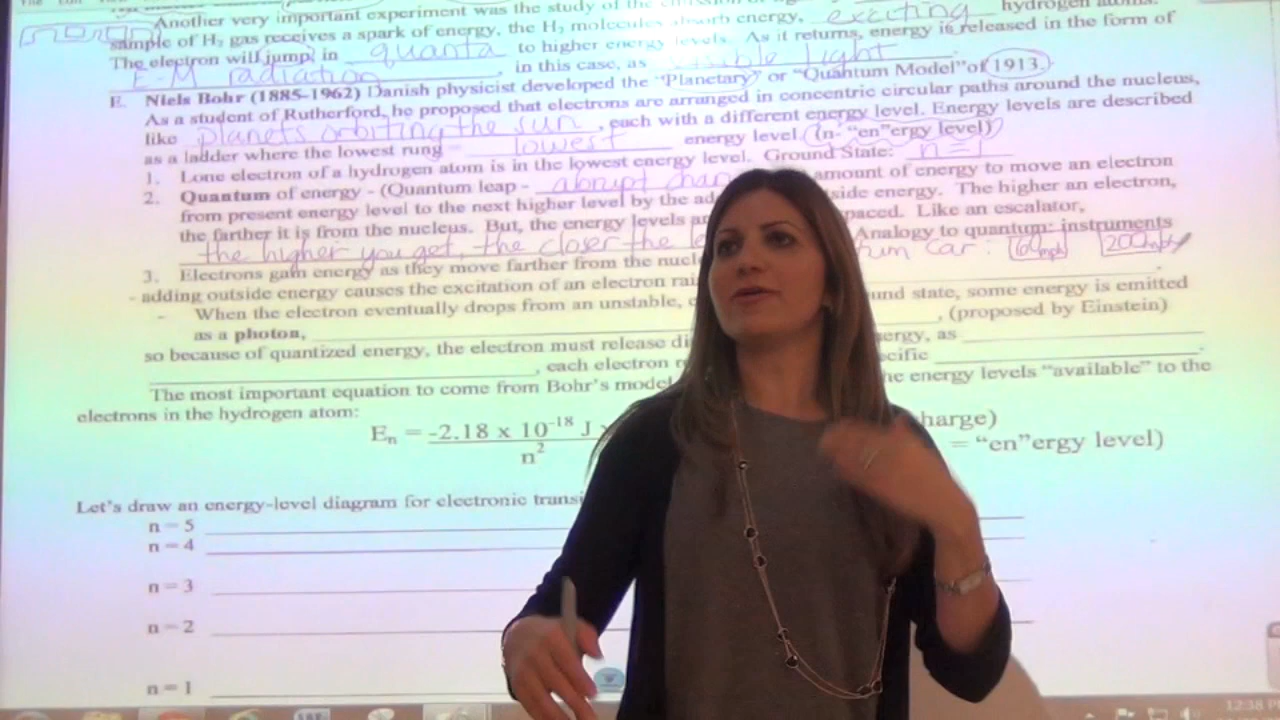 Another very important experiment was the study of the hydrogen atoms.
sample of H₂ gas receives a spark of energy, the H₂ molecules absorb energy, exciting
The electron will jump in quanta to higher energy levels. As it returns, energy is released in the form of
E-M radiation, in this case, as visible light.
E. Niels Bohr (1885-1962) Danish physicist developed the "Planetary" or "Quantum Model" of 1913.
As a student of Rutherford, he proposed that electrons are arranged in concentric circular paths around the nucleus,
like planets orbiting the sun, each with a different energy level. Energy levels are described
as a ladder where the lowest rung - lowest energy level. (n- "en"ergy level)
1. Lone electron of a hydrogen atom is in the lowest energy level. Ground State: n=1
2. Quantum of energy - (Quantum leap - abrupt amount of energy to move an electron
from present energy level to the next higher level by the energy. The higher an electron,
the farther it is from the nucleus. But, the energy levels Like an escalator,
the higher you get, the closer the Analogy to quantum: instruments
car: 60mph 200mph
3. Electrons gain energy as they move farther from the
- adding outside energy causes the excitation of an electron
- When the electron eventually drops from an unstable, state, some energy is emitted
as a photon, , (proposed by Einstein)
so because of quantized energy, the electron must release as
, each electron
The most important equation to come from Bohr's energy levels "available" to the
electrons in the hydrogen atom:
Eₙ = -2.18 x 10⁻¹⁸ J
n²
= "en"ergy level)
Let's draw an energy-level diagram for electronic
n = 5
n = 4
n = 3
n = 2
n = 1
12:38